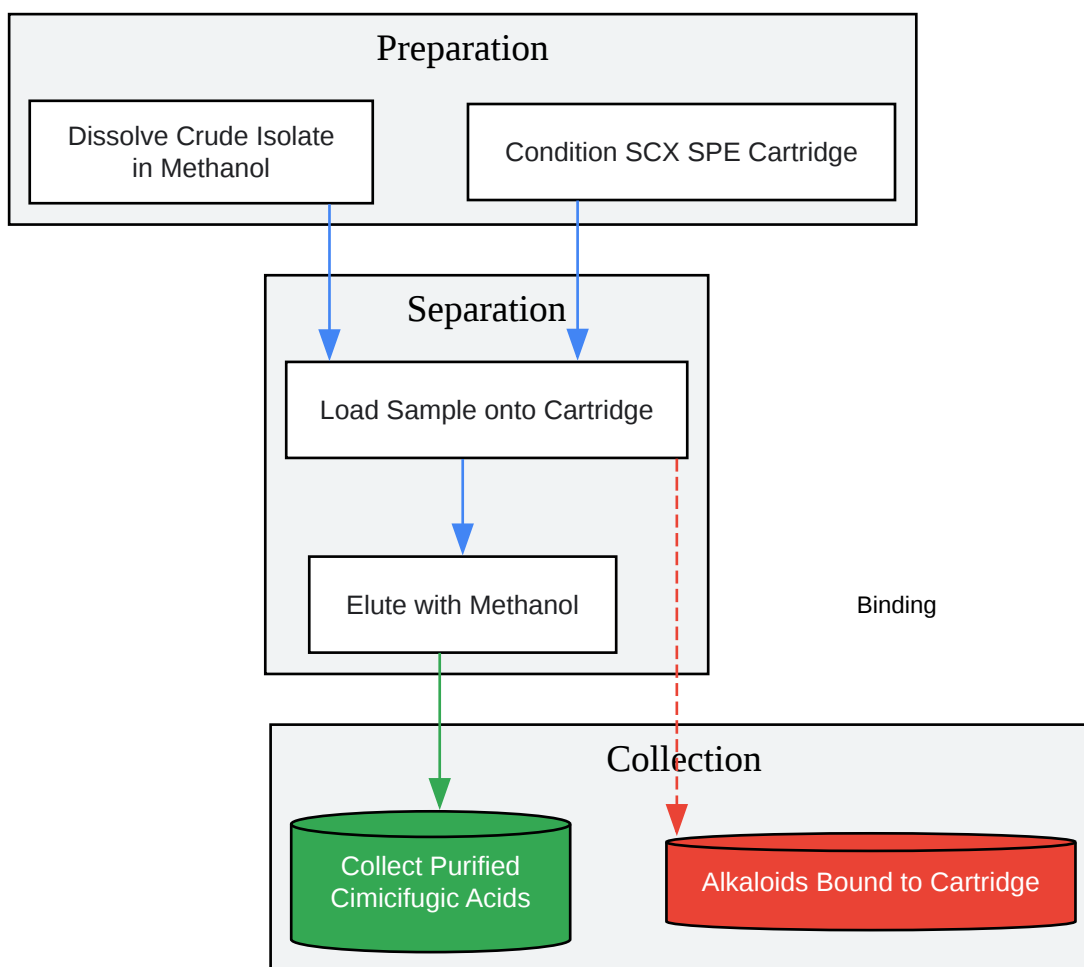 Preparation
Dissolve Crude Isolate
in Methanol
Condition SCX SPE Cartridge
Separation
Load Sample onto Cartridge
Elute with Methanol
Binding
Collection
Collect Purified
Cimicifugic Acids
Alkaloids Bound to Cartridge